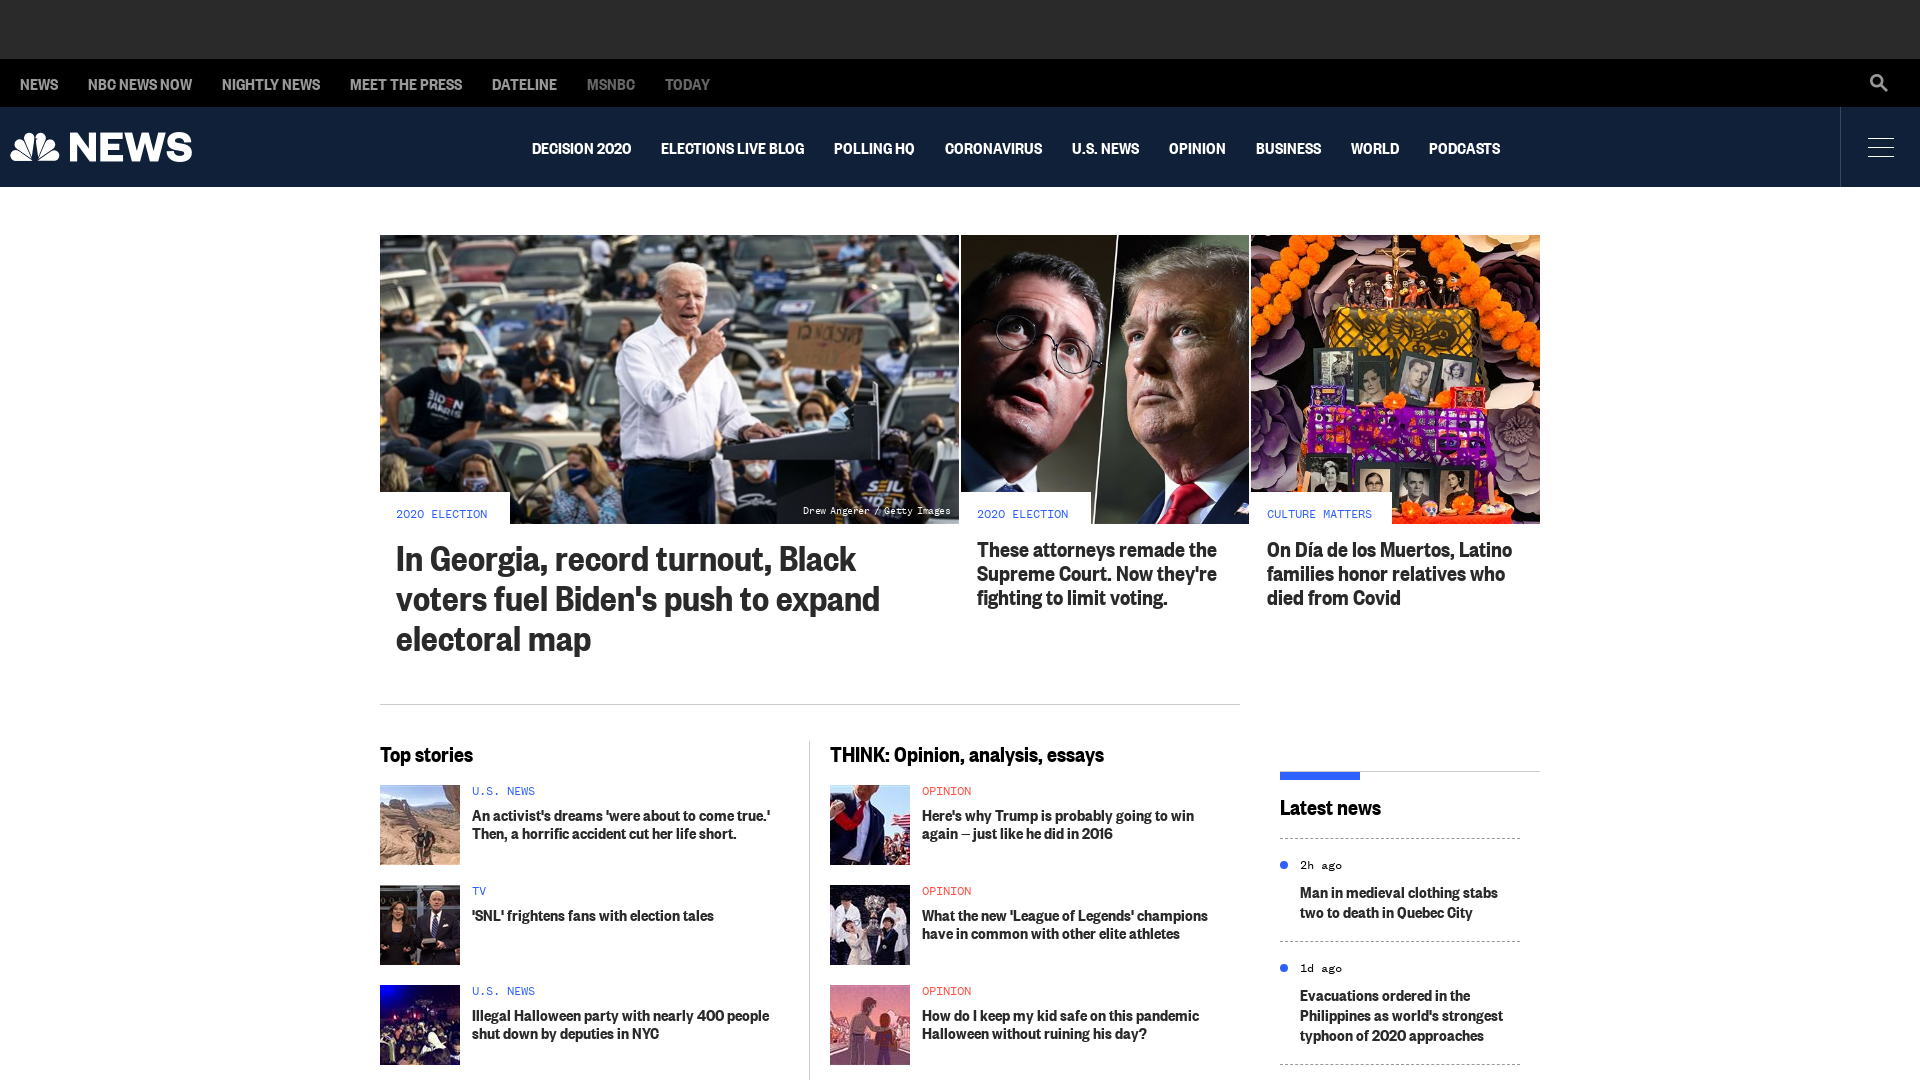 NEWS NBC NEWS NOW NIGHTLY NEWS MEET THE PRESS DATELINE MSNBC TODAY
NEWS
DECISION 2020 ELECTIONS LIVE BLOG POLLING HQ CORONAVIRUS U.S. NEWS OPINION BUSINESS WORLD PODCASTS
BIDEN
HARRIS
BIDEN
SEIU
BIDEN
Drew Angerer / Getty Images
2020 ELECTION
In Georgia, record turnout, Black
voters fuel Biden's push to expand
electoral map
2020 ELECTION
These attorneys remade the
Supreme Court. Now they're
fighting to limit voting.
CULTURE MATTERS
On Día de los Muertos, Latino
families honor relatives who
died from Covid
Top stories
U.S. NEWS
An activist's dreams 'were about to come true.'
Then, a horrific accident cut her life short.
TV
'SNL' frightens fans with election tales
U.S. NEWS
Illegal Halloween party with nearly 400 people
shut down by deputies in NYC
THINK: Opinion, analysis, essays
OPINION
Here's why Trump is probably going to win
again — just like he did in 2016
OPINION
What the new 'League of Legends' champions
have in common with other elite athletes
OPINION
How do I keep my kid safe on this pandemic
Halloween without ruining his day?
Latest news
2h ago
Man in medieval clothing stabs
two to death in Quebec City
1d ago
Evacuations ordered in the
Philippines as world's strongest
typhoon of 2020 approaches